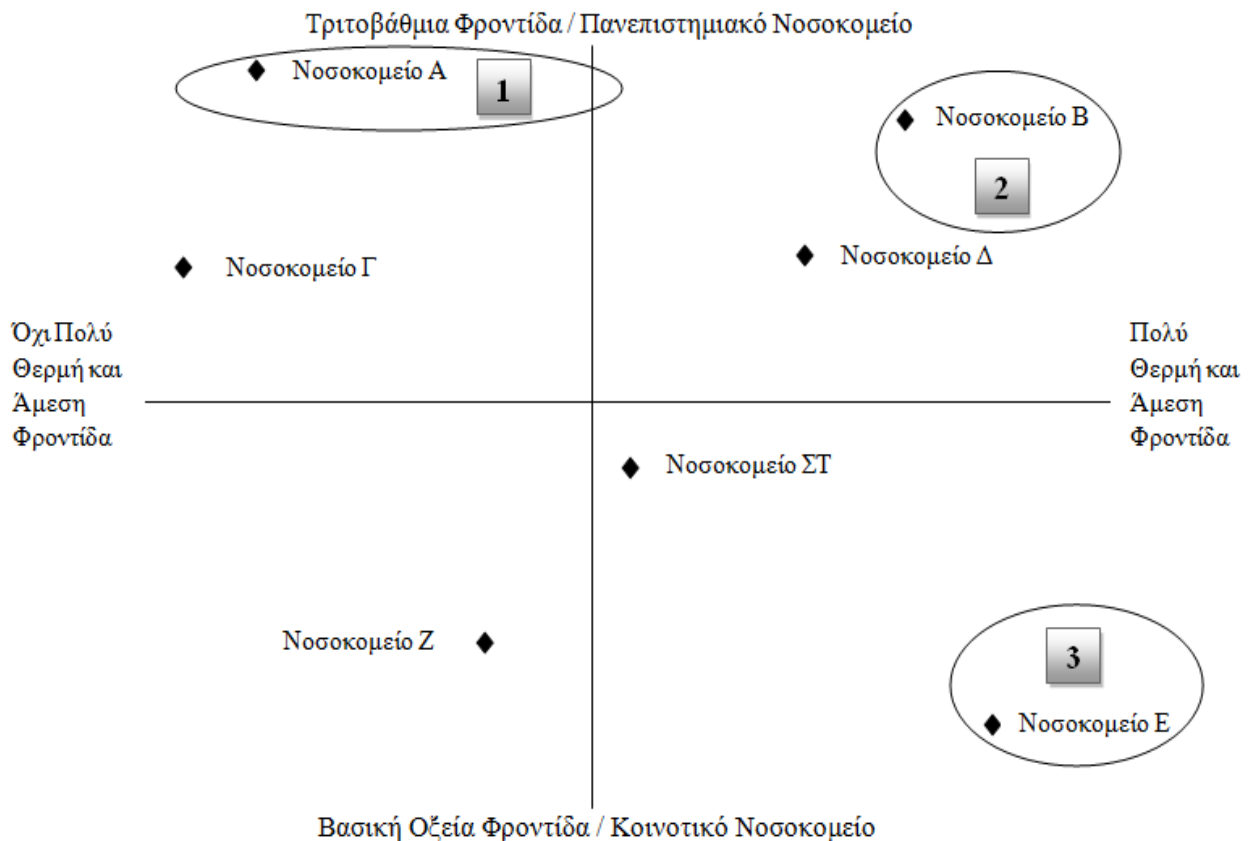 Τριτοβάθμια Φροντίδα / Πανεπιστημιακό Νοσοκομείο
Νοσοκομείο Α
1
Νοσοκομείο Β
2
Νοσοκομείο Γ
Νοσοκομείο Δ
Όχι Πολύ
Θερμή και
Άμεση
Φροντίδα
Πολύ
Θερμή και
Άμεση
Φροντίδα
Νοσοκομείο ΣΤ
Νοσοκομείο Ζ
3
Νοσοκομείο Ε
Βασική Οξεία Φροντίδα / Κοινοτικό Νοσοκομείο